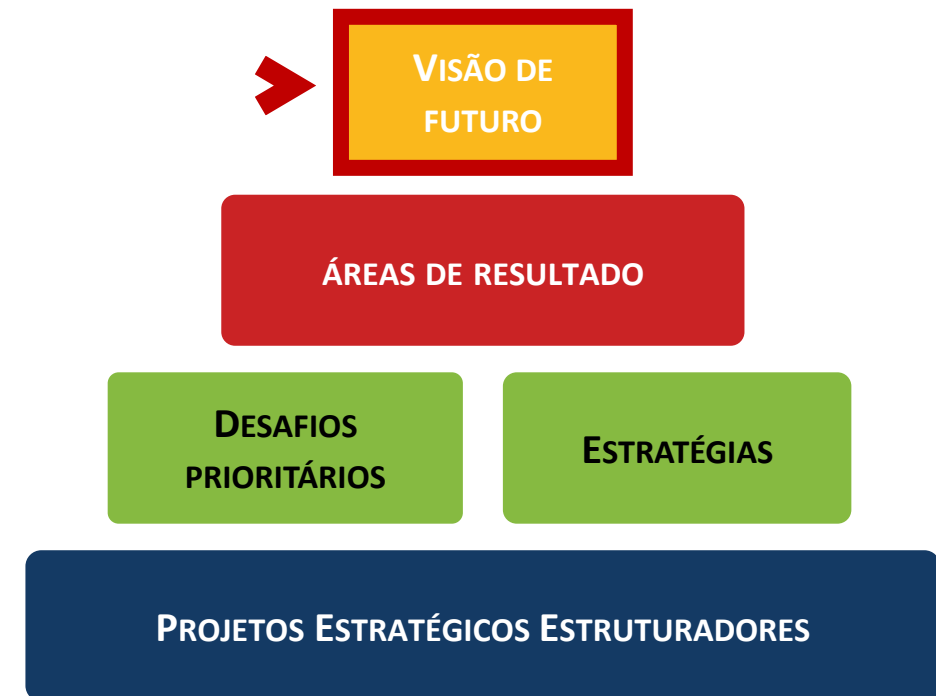 VISÃO DE
FUTURO
ÁREAS DE RESULTADO
DESAFIOS
PRIORITÁRIOS
ESTRATÉGIAS
PROJETOS ESTRATÉGICOS ESTRUTURADORES